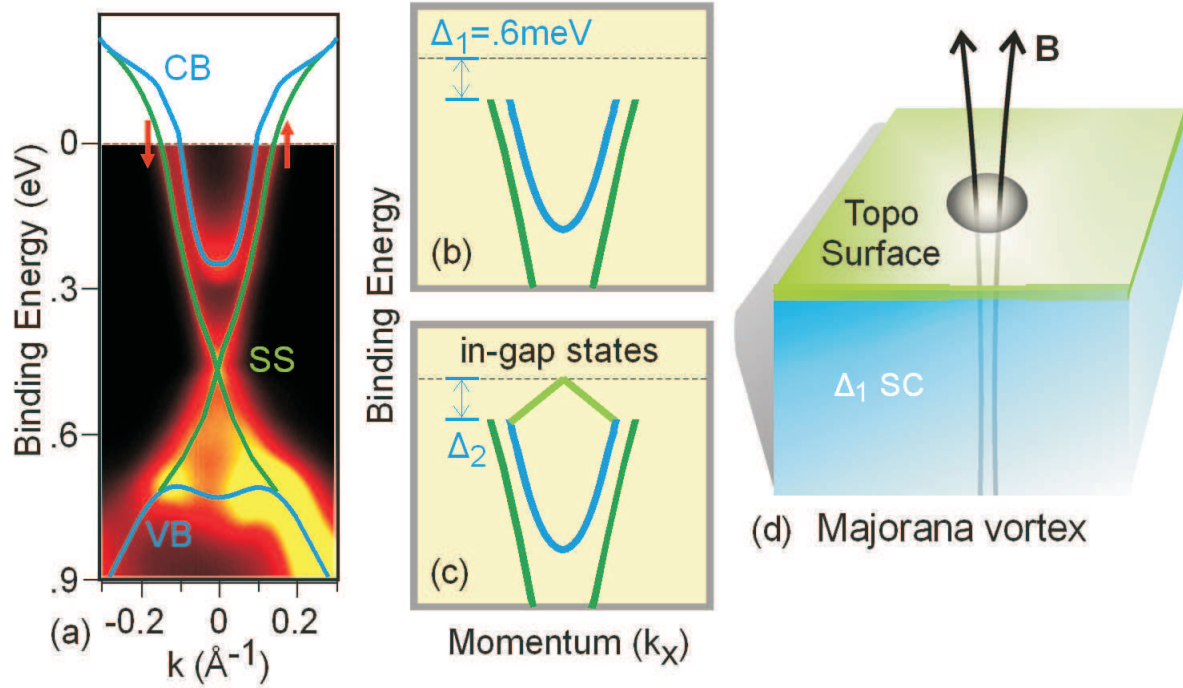 CB
0
.3
.6
.9
Binding Energy (eV)
SS
VB
(a)
-0.2 0 0.2
k (Å⁻¹)
Δ₁=.6meV
(b)
Binding Energy
in-gap states
Δ₂
(c)
Momentum (kₓ)
B
Topo
Surface
Δ₁ SC
(d) Majorana vortex